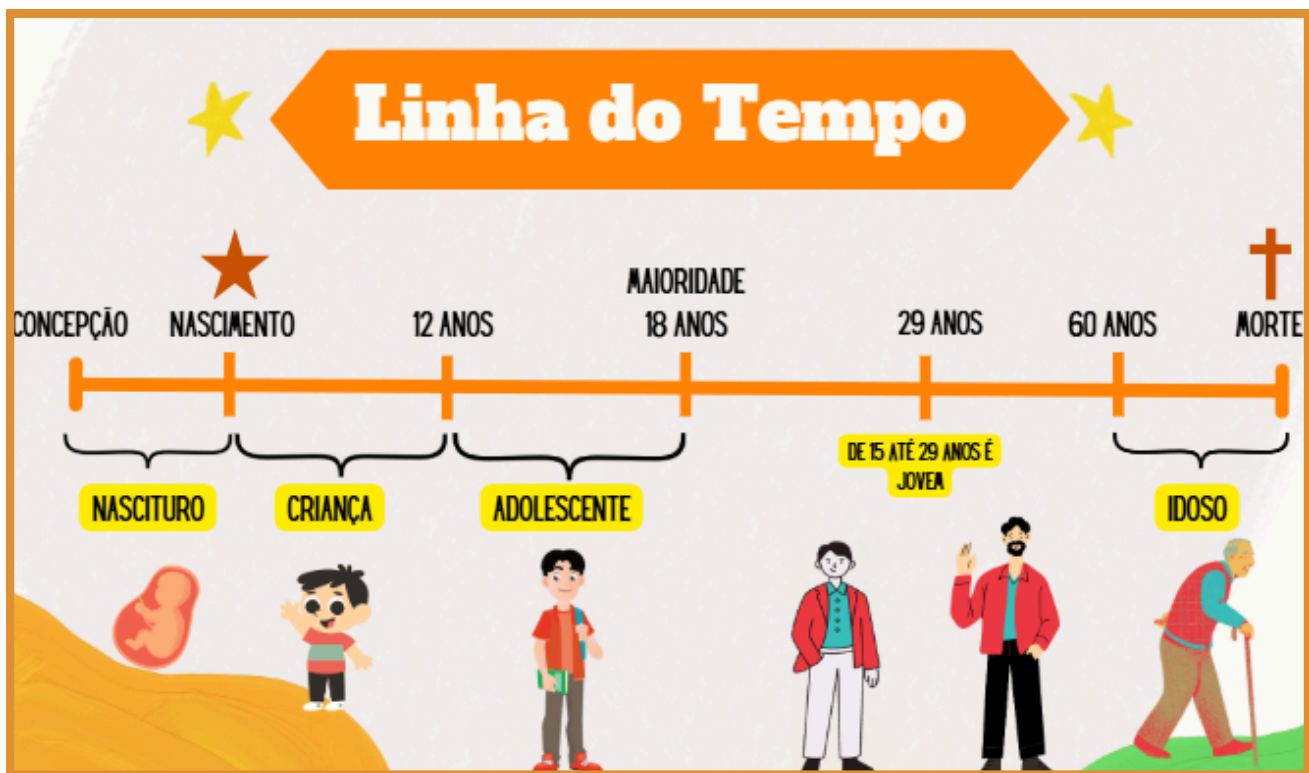 Linha do Tempo
MAIORIDADE
CONCEPÇÃO NASCIMENTO 12 ANOS 18 ANOS 29 ANOS 60 ANOS MORTE
DE 15 ATÉ 29 ANOS É
JOVEM
NASCITURO CRIANÇA ADOLESCENTE IDOSO